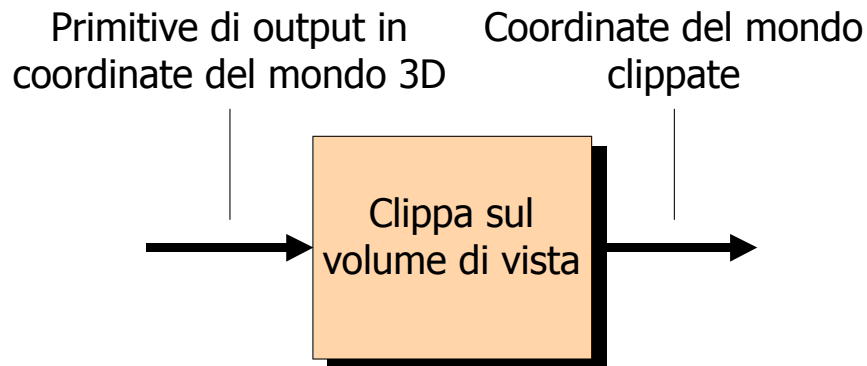 Primitive di output in
coordinate del mondo 3D
Coordinate del mondo
clippate
Clippa sul
volume di vista